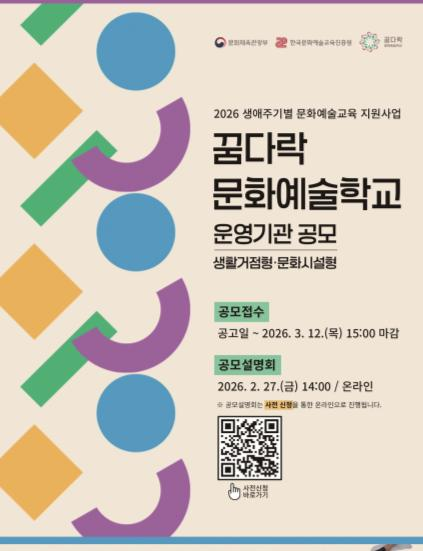 문화체육관광부 한국문화예술교육진흥원 꿈다락
2026 생애주기별 문화예술교육 지원사업
꿈다락
문화예술학교
운영기관 공모
생활거점형·문화시설형
공모접수
공고일 ~ 2026. 3. 12.(목) 15:00 마감
공모설명회
2026. 2. 27.(금) 14:00 / 온라인
※ 공모설명회는 사전 신청을 통한 온라인으로 진행됩니다.
사전신청
바로가기